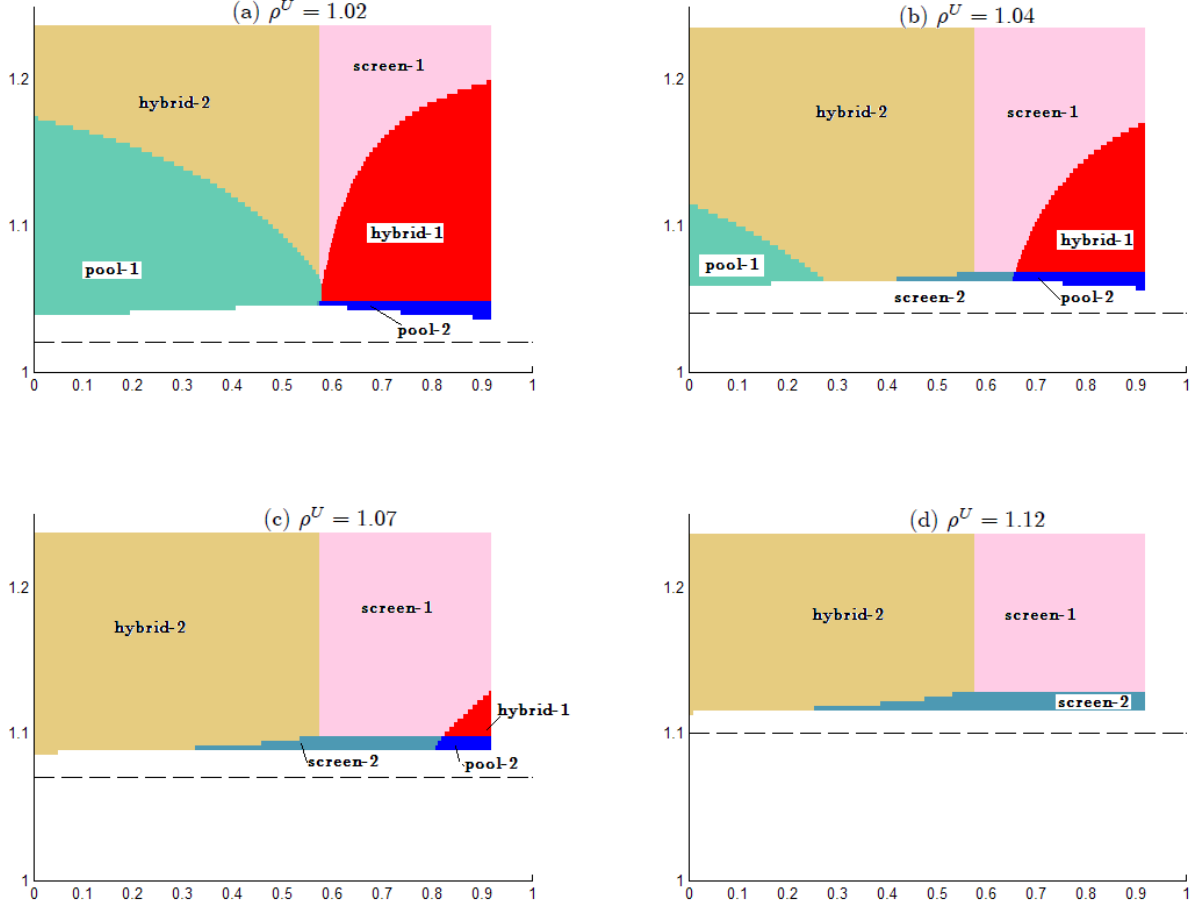 (a) ρ^U = 1.02
1.2
1.1
1
hybrid-2
screen-1
hybrid-1
pool-1
pool-2
0 0.1 0.2 0.3 0.4 0.5 0.6 0.7 0.8 0.9 1
(b) ρ^U = 1.04
1.2
1.1
1
hybrid-2
screen-1
hybrid-1
pool-1
screen-2
pool-2
0 0.1 0.2 0.3 0.4 0.5 0.6 0.7 0.8 0.9 1
(c) ρ^U = 1.07
1.2
1.1
1
screen-1
hybrid-2
hybrid-1
screen-2
pool-2
0 0.1 0.2 0.3 0.4 0.5 0.6 0.7 0.8 0.9 1
(d) ρ^U = 1.12
1.2
1.1
1
hybrid-2
screen-1
screen-2
0 0.1 0.2 0.3 0.4 0.5 0.6 0.7 0.8 0.9 1